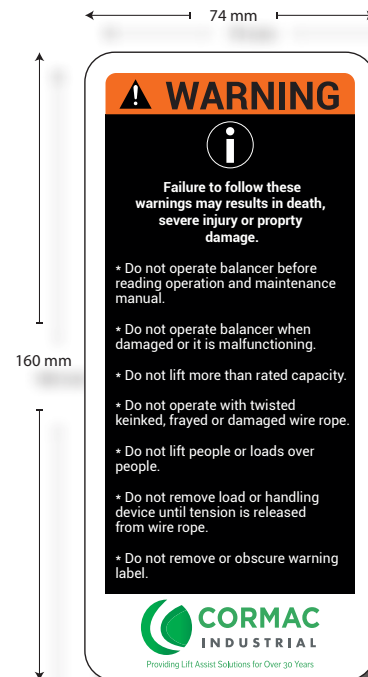 74 mm
WARNING
Failure to follow these
warnings may results in death,
severe injury or proprty
damage.
* Do not operate balancer before
reading operation and maintenance
manual.
* Do not operate balancer when
damaged or it is malfunctioning.
160 mm
* Do not lift more than rated capacity.
* Do not operate with twisted
keinked, frayed or damaged wire rope.
* Do not lift people or loads over
people.
* Do not remove load or handling
device until tension is released
from wire rope.
* Do not remove or obscure warning
label.
CORMAC
INDUSTRIAL
Providing Lift Assist Solutions for Over 30 Years